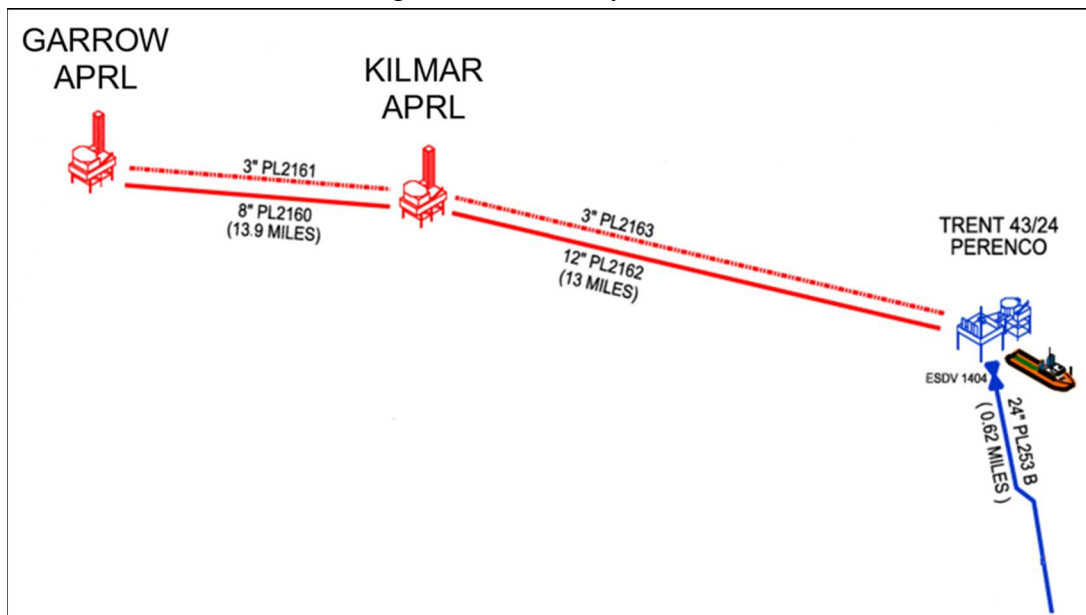 GARROW
APRL
KILMAR
APRL
3" PL2161
8" PL2160
(13.9 MILES)
3" PL2163
12" PL2162
(13 MILES)
TRENT 43/24
PERENCO
ESDV 1404
24" PL253 B
( 0.62 MILES )